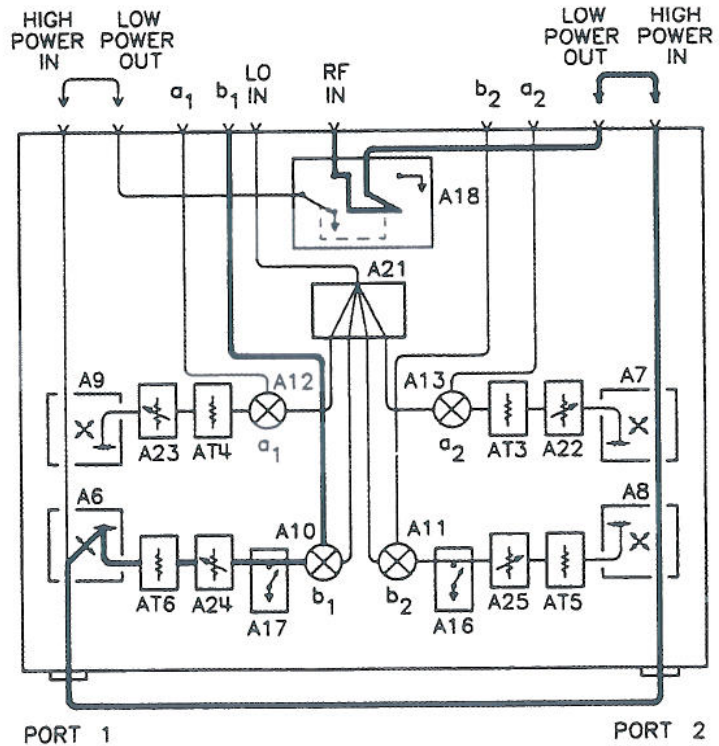 HIGH POWER IN
LOW POWER OUT
a1
b1
LO IN
RF IN
b2
a2
LOW POWER OUT
HIGH POWER IN
A18
A21
A9
A12
A13
A7
a1
a2
A23
AT4
AT3
A22
A6
A10
A11
A8
b1
b2
AT6
A24
A17
A16
A25
AT5
PORT 1
PORT 2